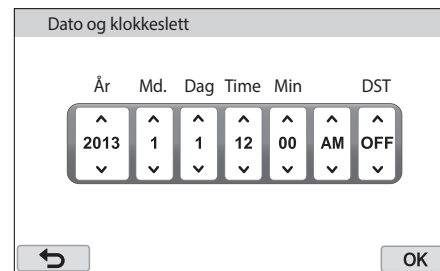 Dato og klokkeslett
År Md. Dag Time Min DST
2013 1 1 12 00 AM OFF
OK